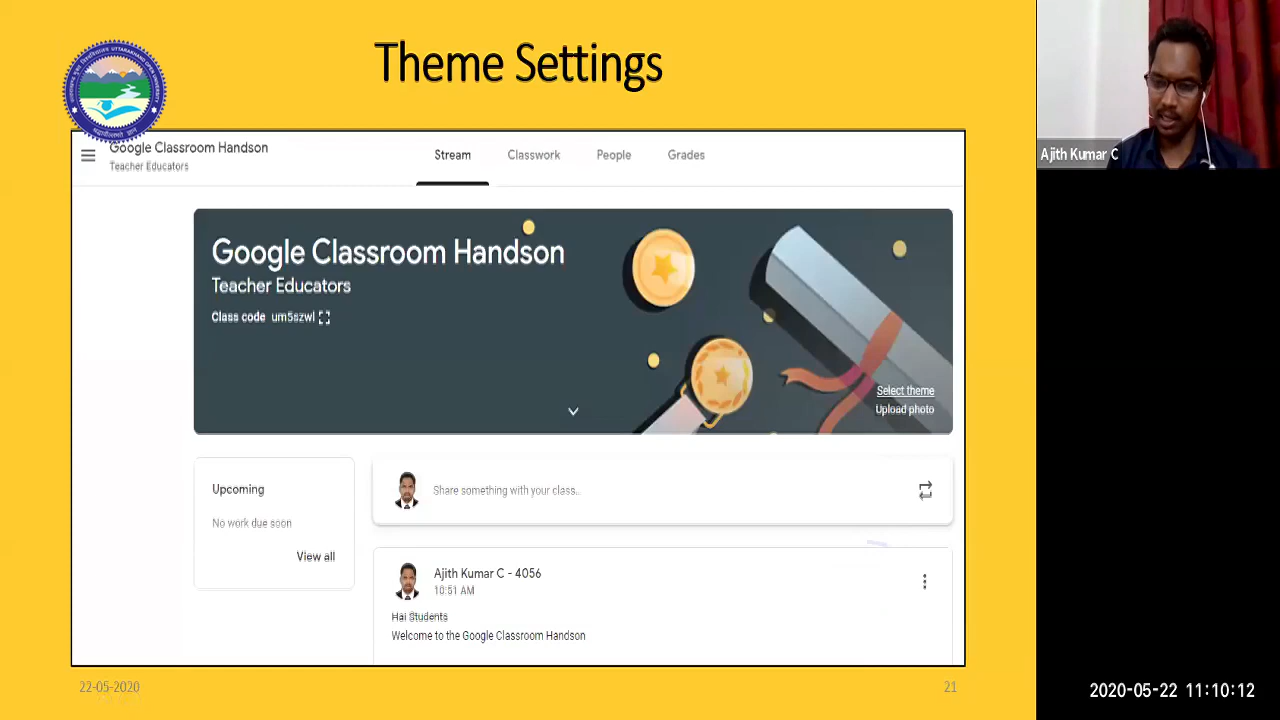 Theme Settings
Google Classroom Handson
Teacher Educators
Stream
Classwork
People
Grades
Google Classroom Handson
Teacher Educators
Class code um5szwl
Select theme
Upload photo
Upcoming
No work due soon
View all
Share something with your class..
Ajith Kumar C - 4056
10:51 AM
Hai Students
Welcome to the Google Classroom Handson
22-05-2020
21
Ajith Kumar C
2020-05-22 11:10:12